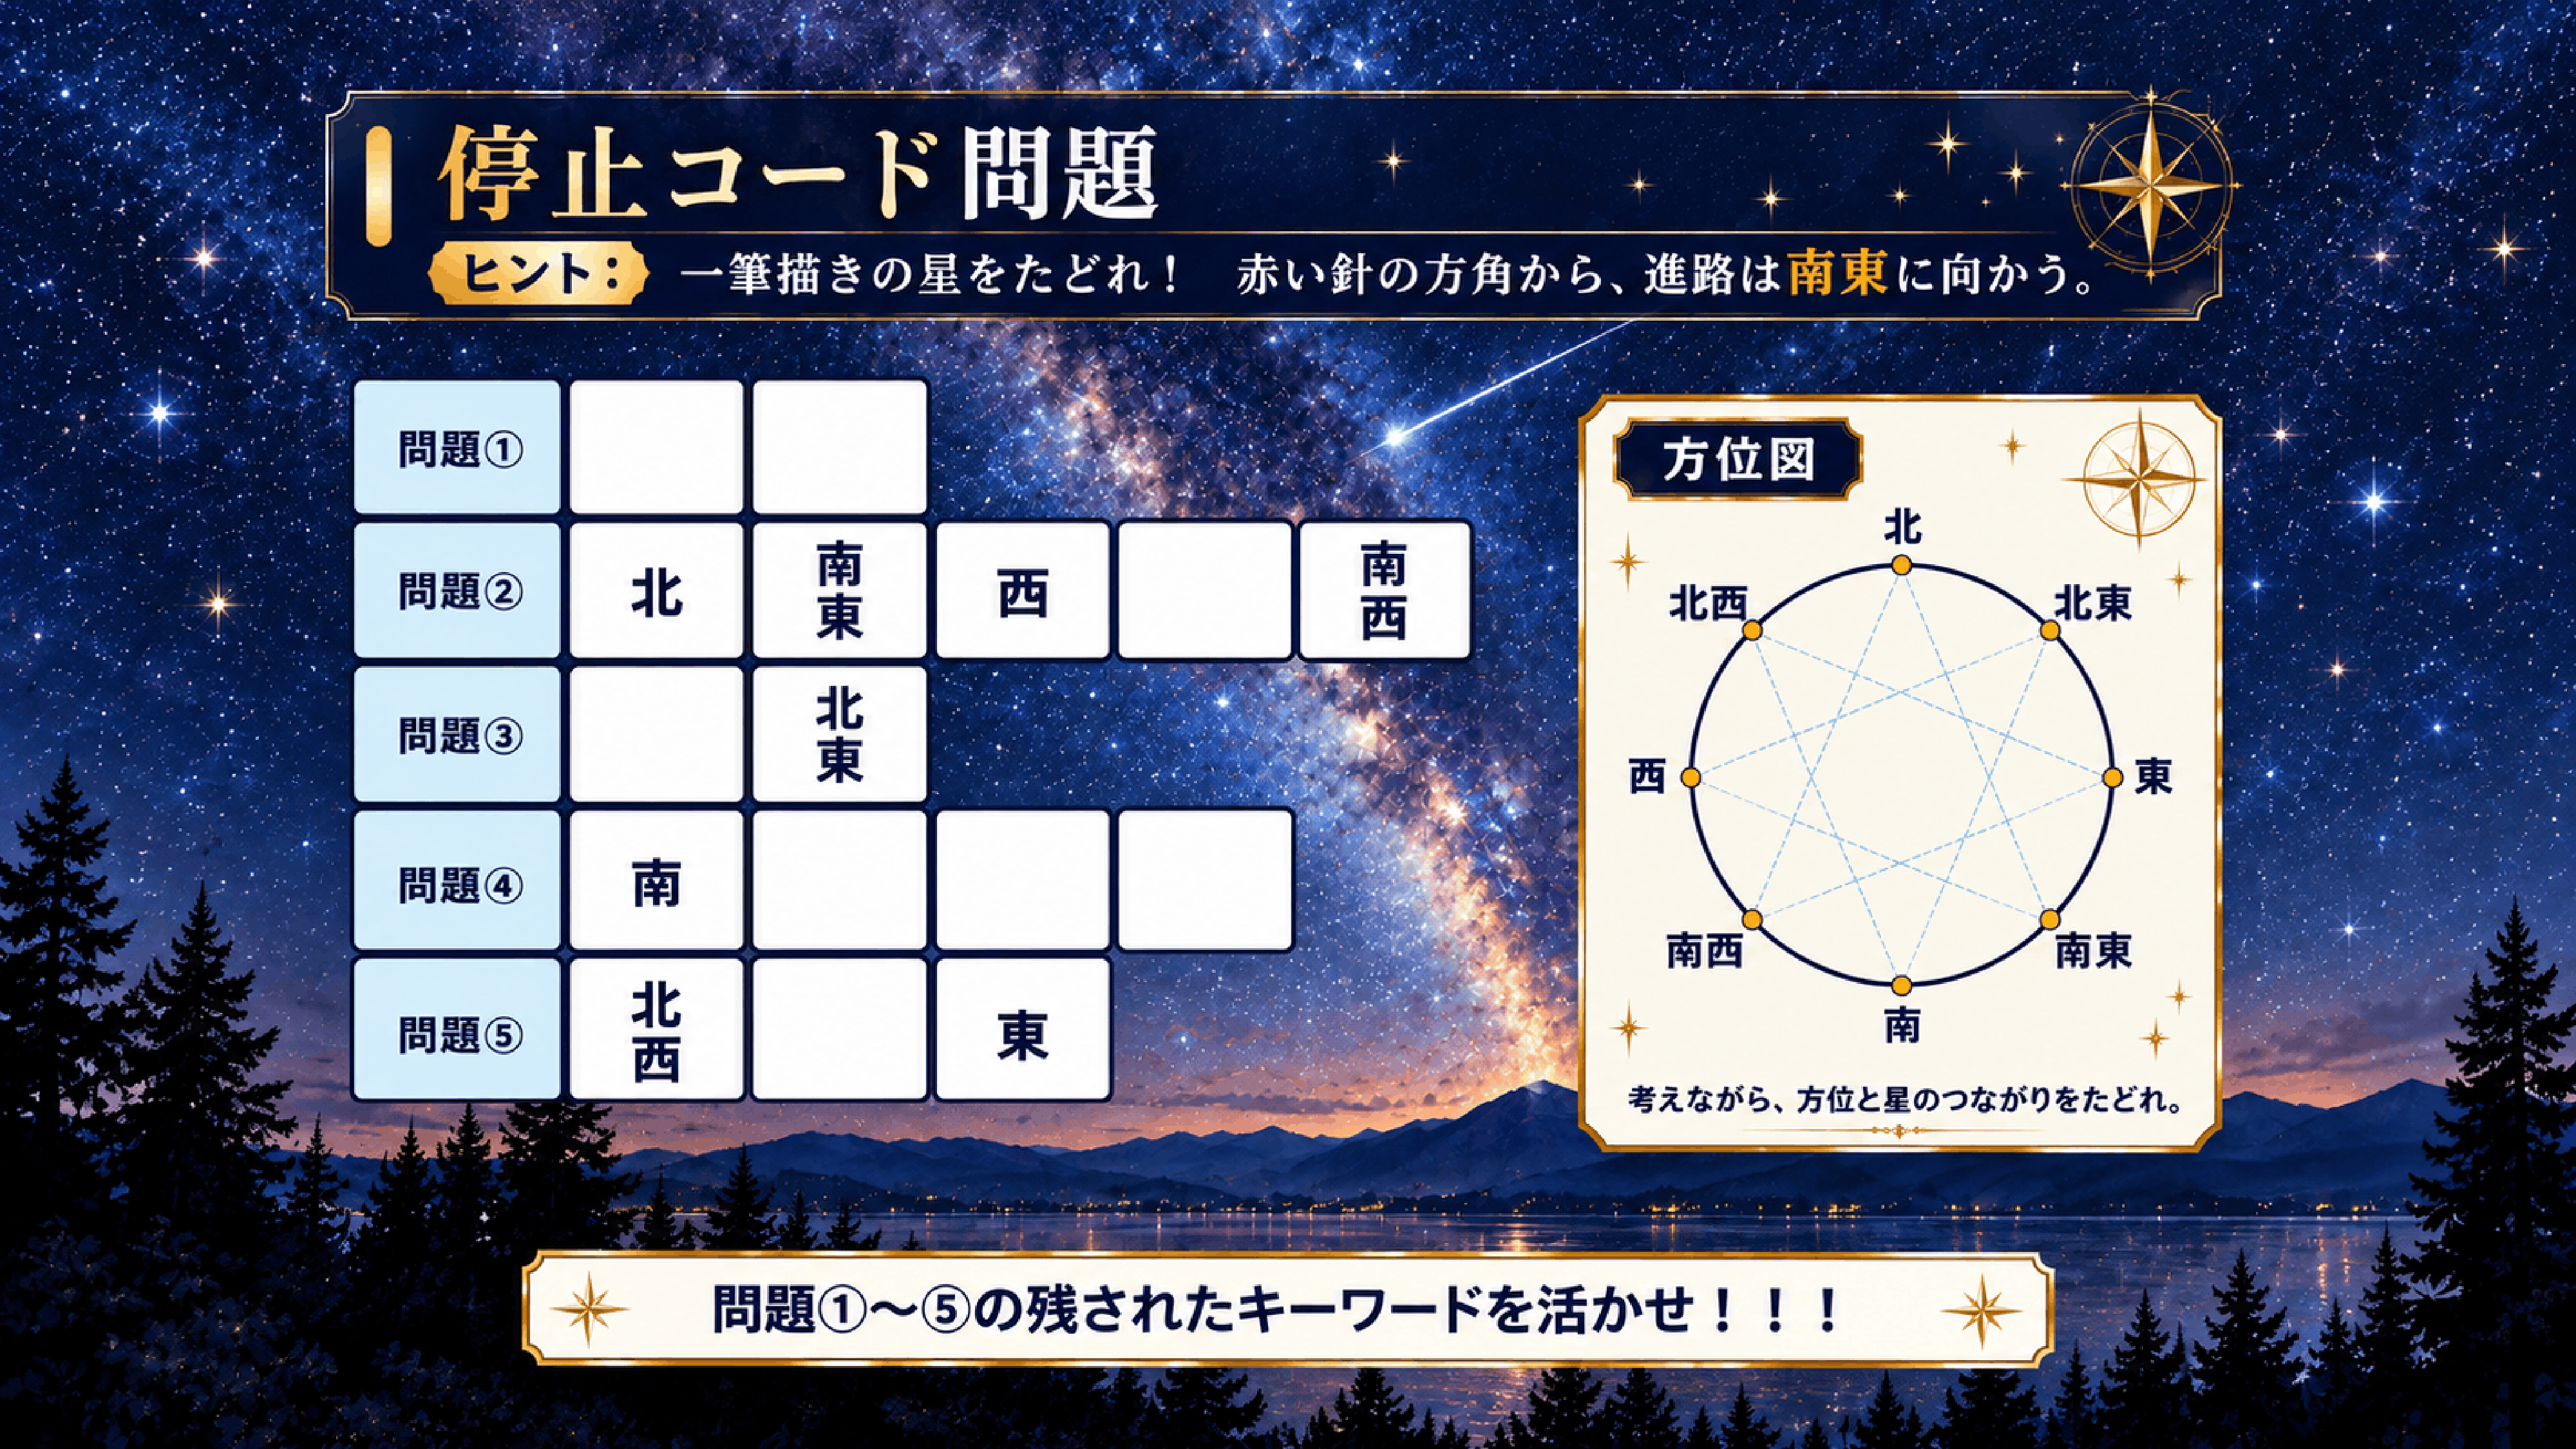 停止コード問題
ヒント：
一筆描きの星をたどれ！　赤い針の方角から、進路は南東に向かう。
問題①
問題② 北 南東 西 南西
問題③ 北東
問題④ 南
問題⑤ 北西 東
方位図
北
北西 北東
西 東
南西 南東
南
考えながら、方位と星のつながりをたどれ。
問題①～⑤の残されたキーワードを活かせ！！！